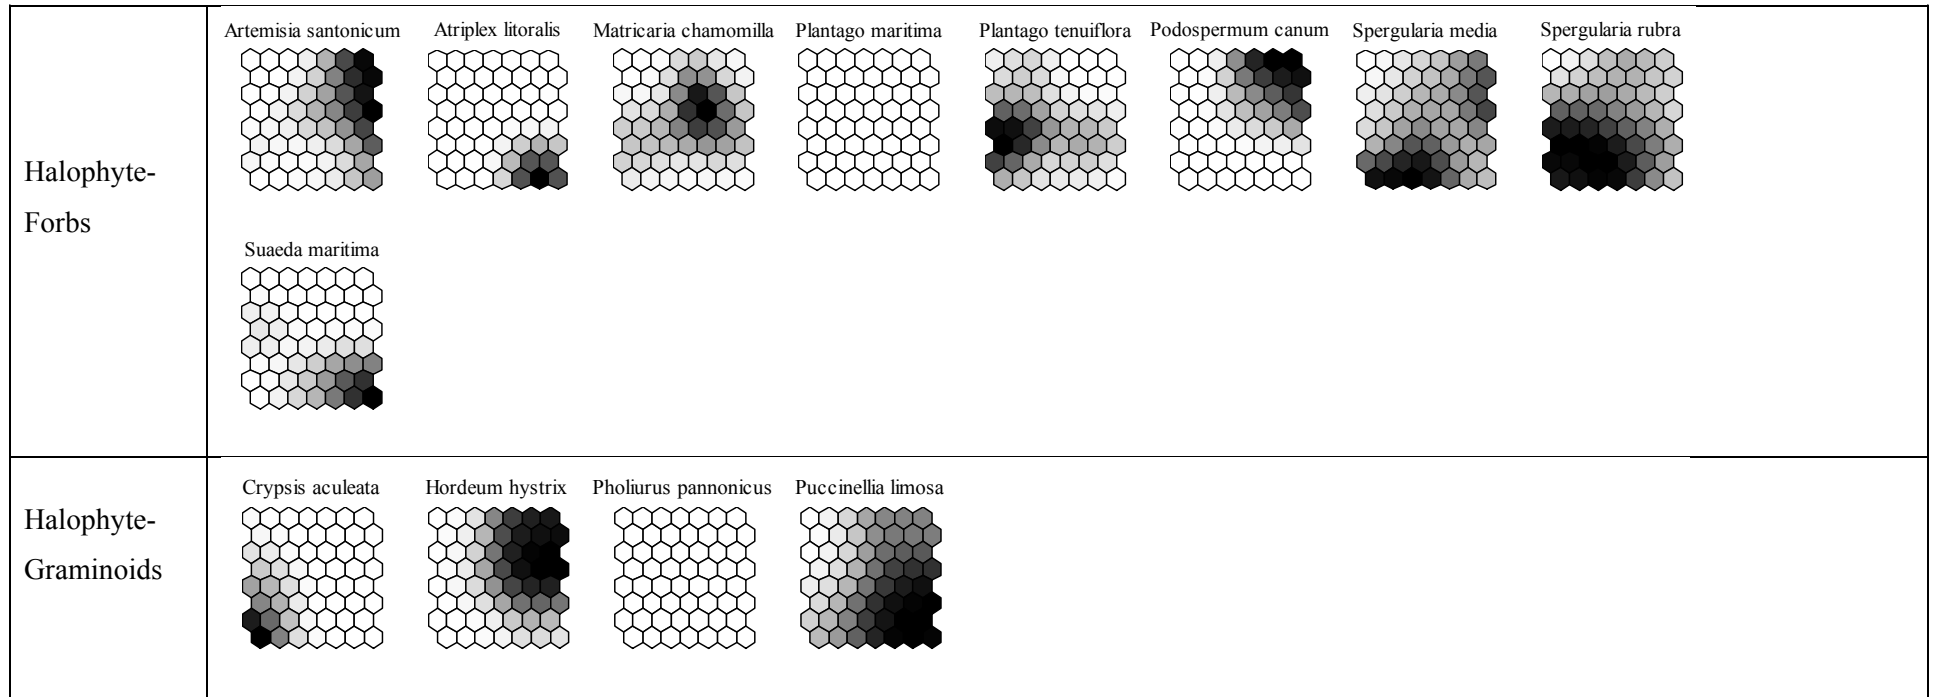 Halophyte-
Forbs
Artemisia santonicum
Atriplex litoralis
Matricaria chamomilla
Plantago maritima
Plantago tenuiflora
Podospermum canum
Spergularia media
Spergularia rubra
Suaeda maritima
Halophyte-
Graminoids
Crypsis aculeata
Hordeum hystrix
Pholiurus pannonicus
Puccinellia limosa